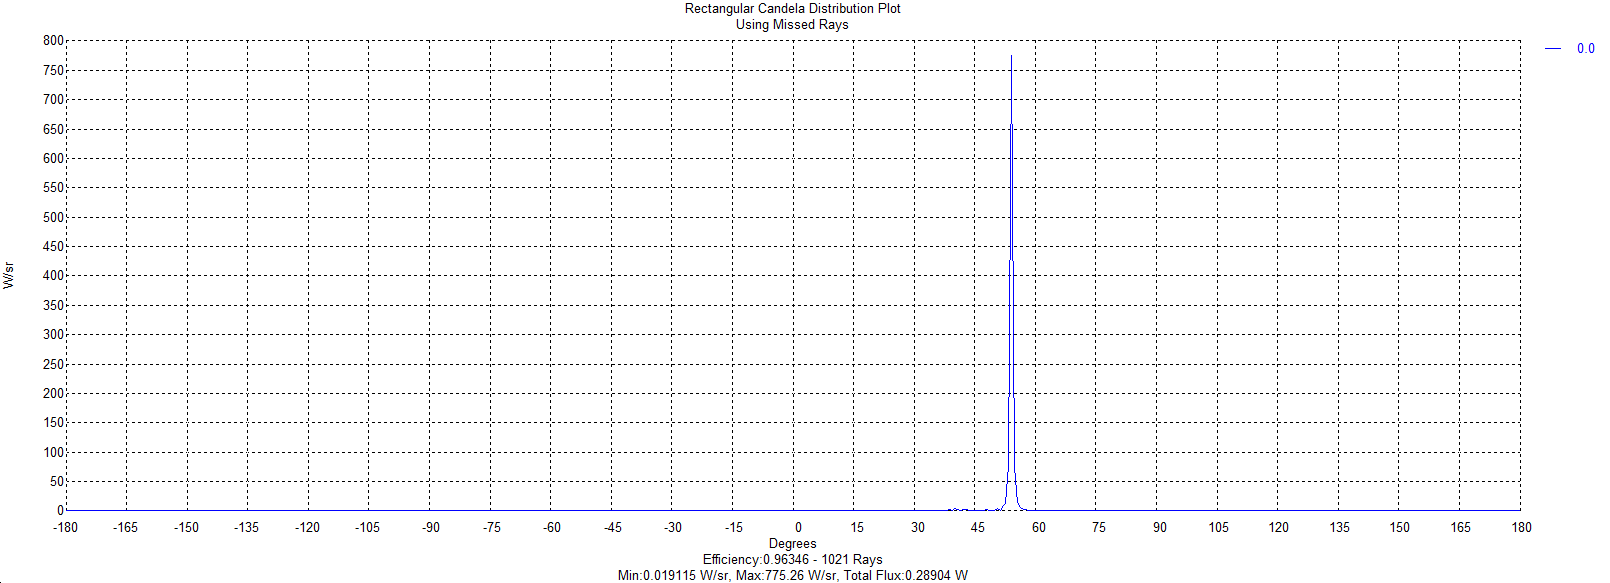 Rectangular Candela Distribution Plot
Using Missed Rays
0.0
800
750
700
650
600
550
500
450
400
350
300
250
200
150
100
50
0
W/sr
-180 -165 -150 -135 -120 -105 -90 -75 -60 -45 -30 -15 0 15 30 45 60 75 90 105 120 135 150 165 180
Degrees
Efficiency:0.96346 - 1021 Rays
Min:0.019115 W/sr, Max:775.26 W/sr, Total Flux:0.28904 W